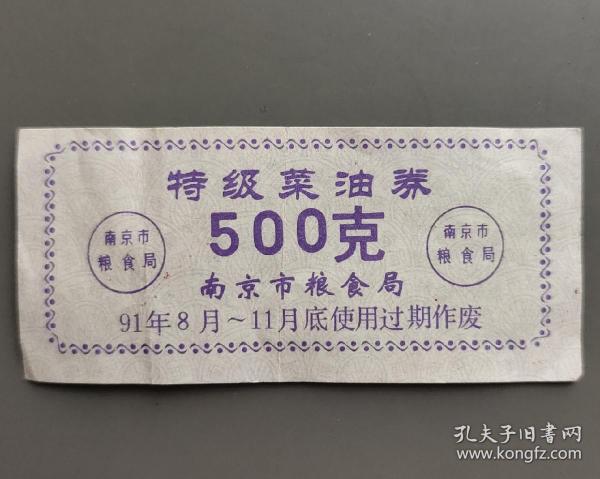 特级菜油券
500克
南京市
粮食局
南京市
粮食局
南京市粮食局
91年8月~11月底使用过期作废
孔夫子旧书网
www.kongfz.com